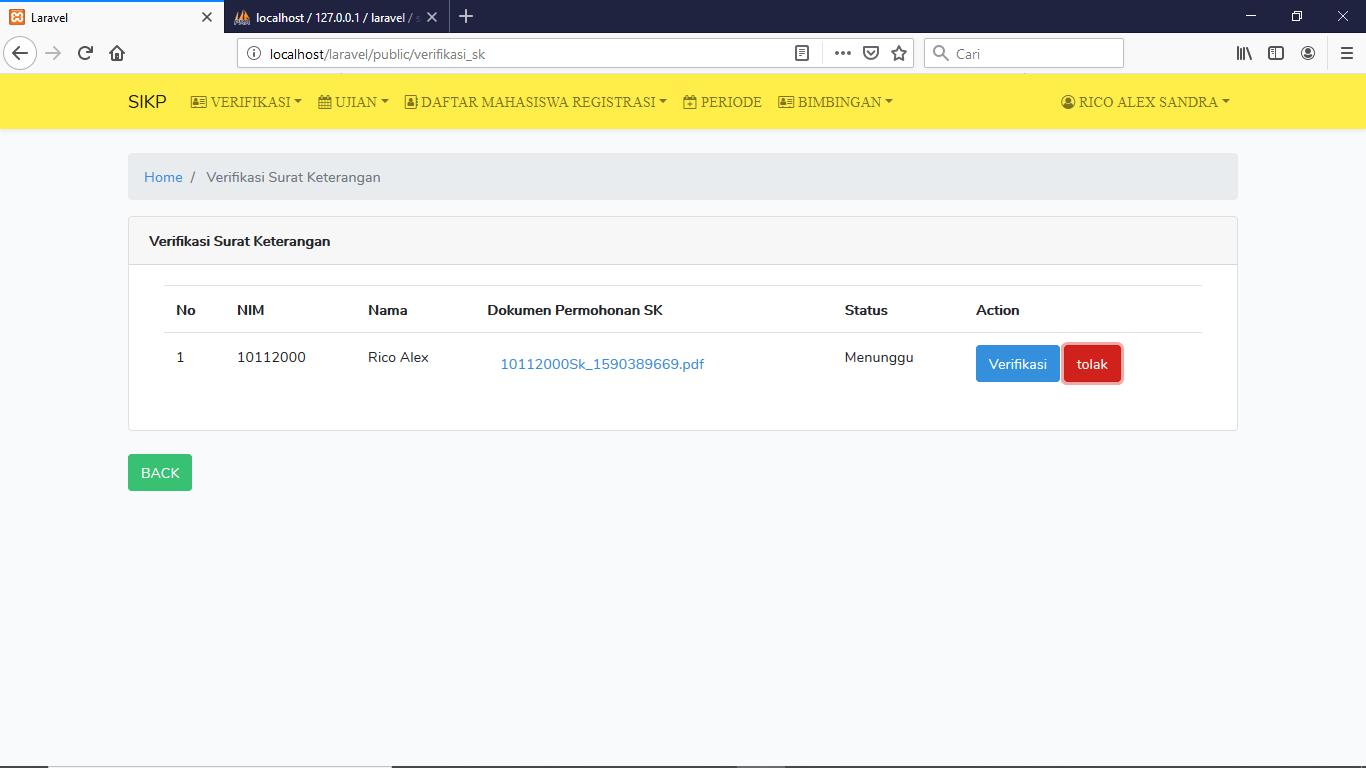 Laravel
localhost / 127.0.0.1 / laravel / s
localhost/laravel/public/verifikasi_sk
Cari
SIKP VERIFIKASI UJIAN DAFTAR MAHASISWA REGISTRASI PERIODE BIMBINGAN RICO ALEX SANDRA
Home / Verifikasi Surat Keterangan
Verifikasi Surat Keterangan
No NIM Nama Dokumen Permohonan SK Status Action
1 10112000 Rico Alex 10112000Sk_1590389669.pdf Menunggu Verifikasi tolak
BACK